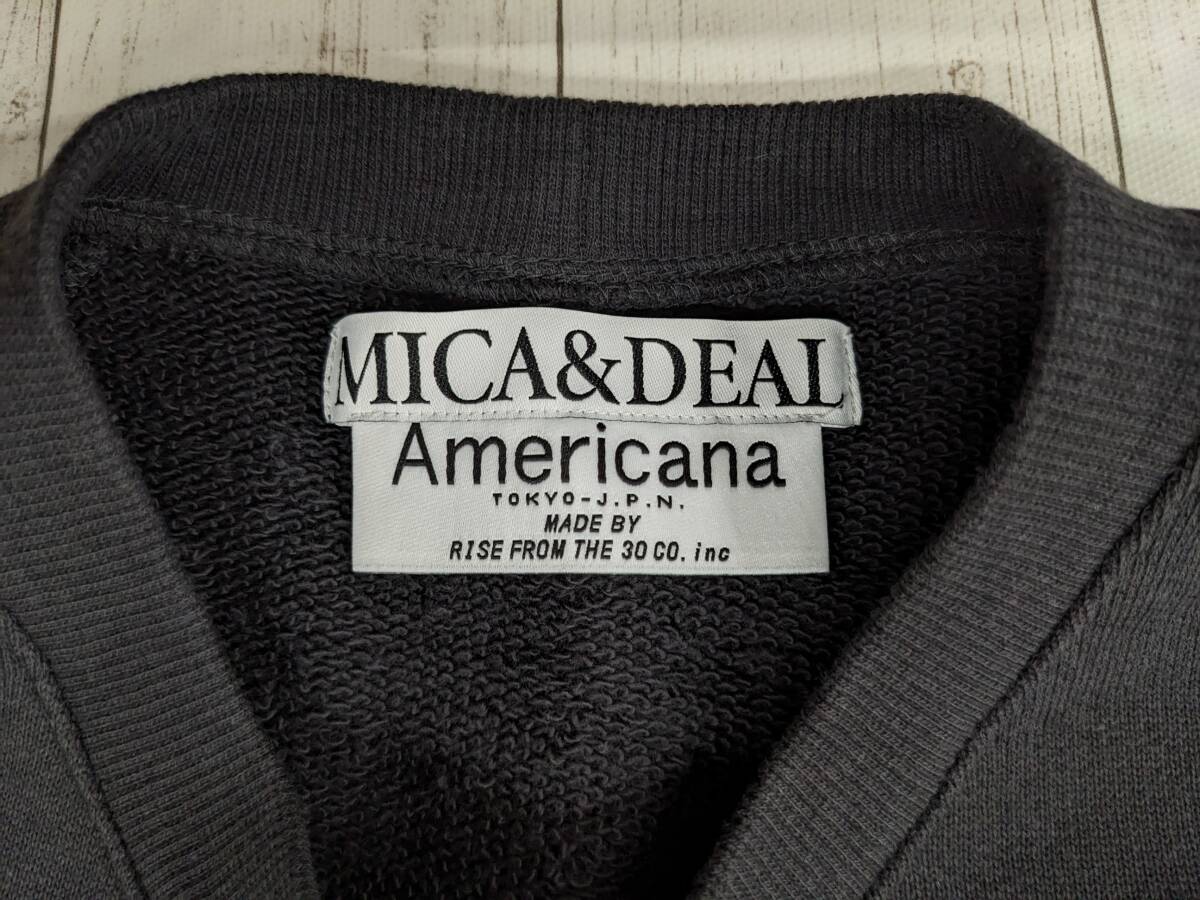 MICA&DEAL
Americana
TOKYO-J.P.N.
MADE BY
RISE FROM THE 30 CO. inc